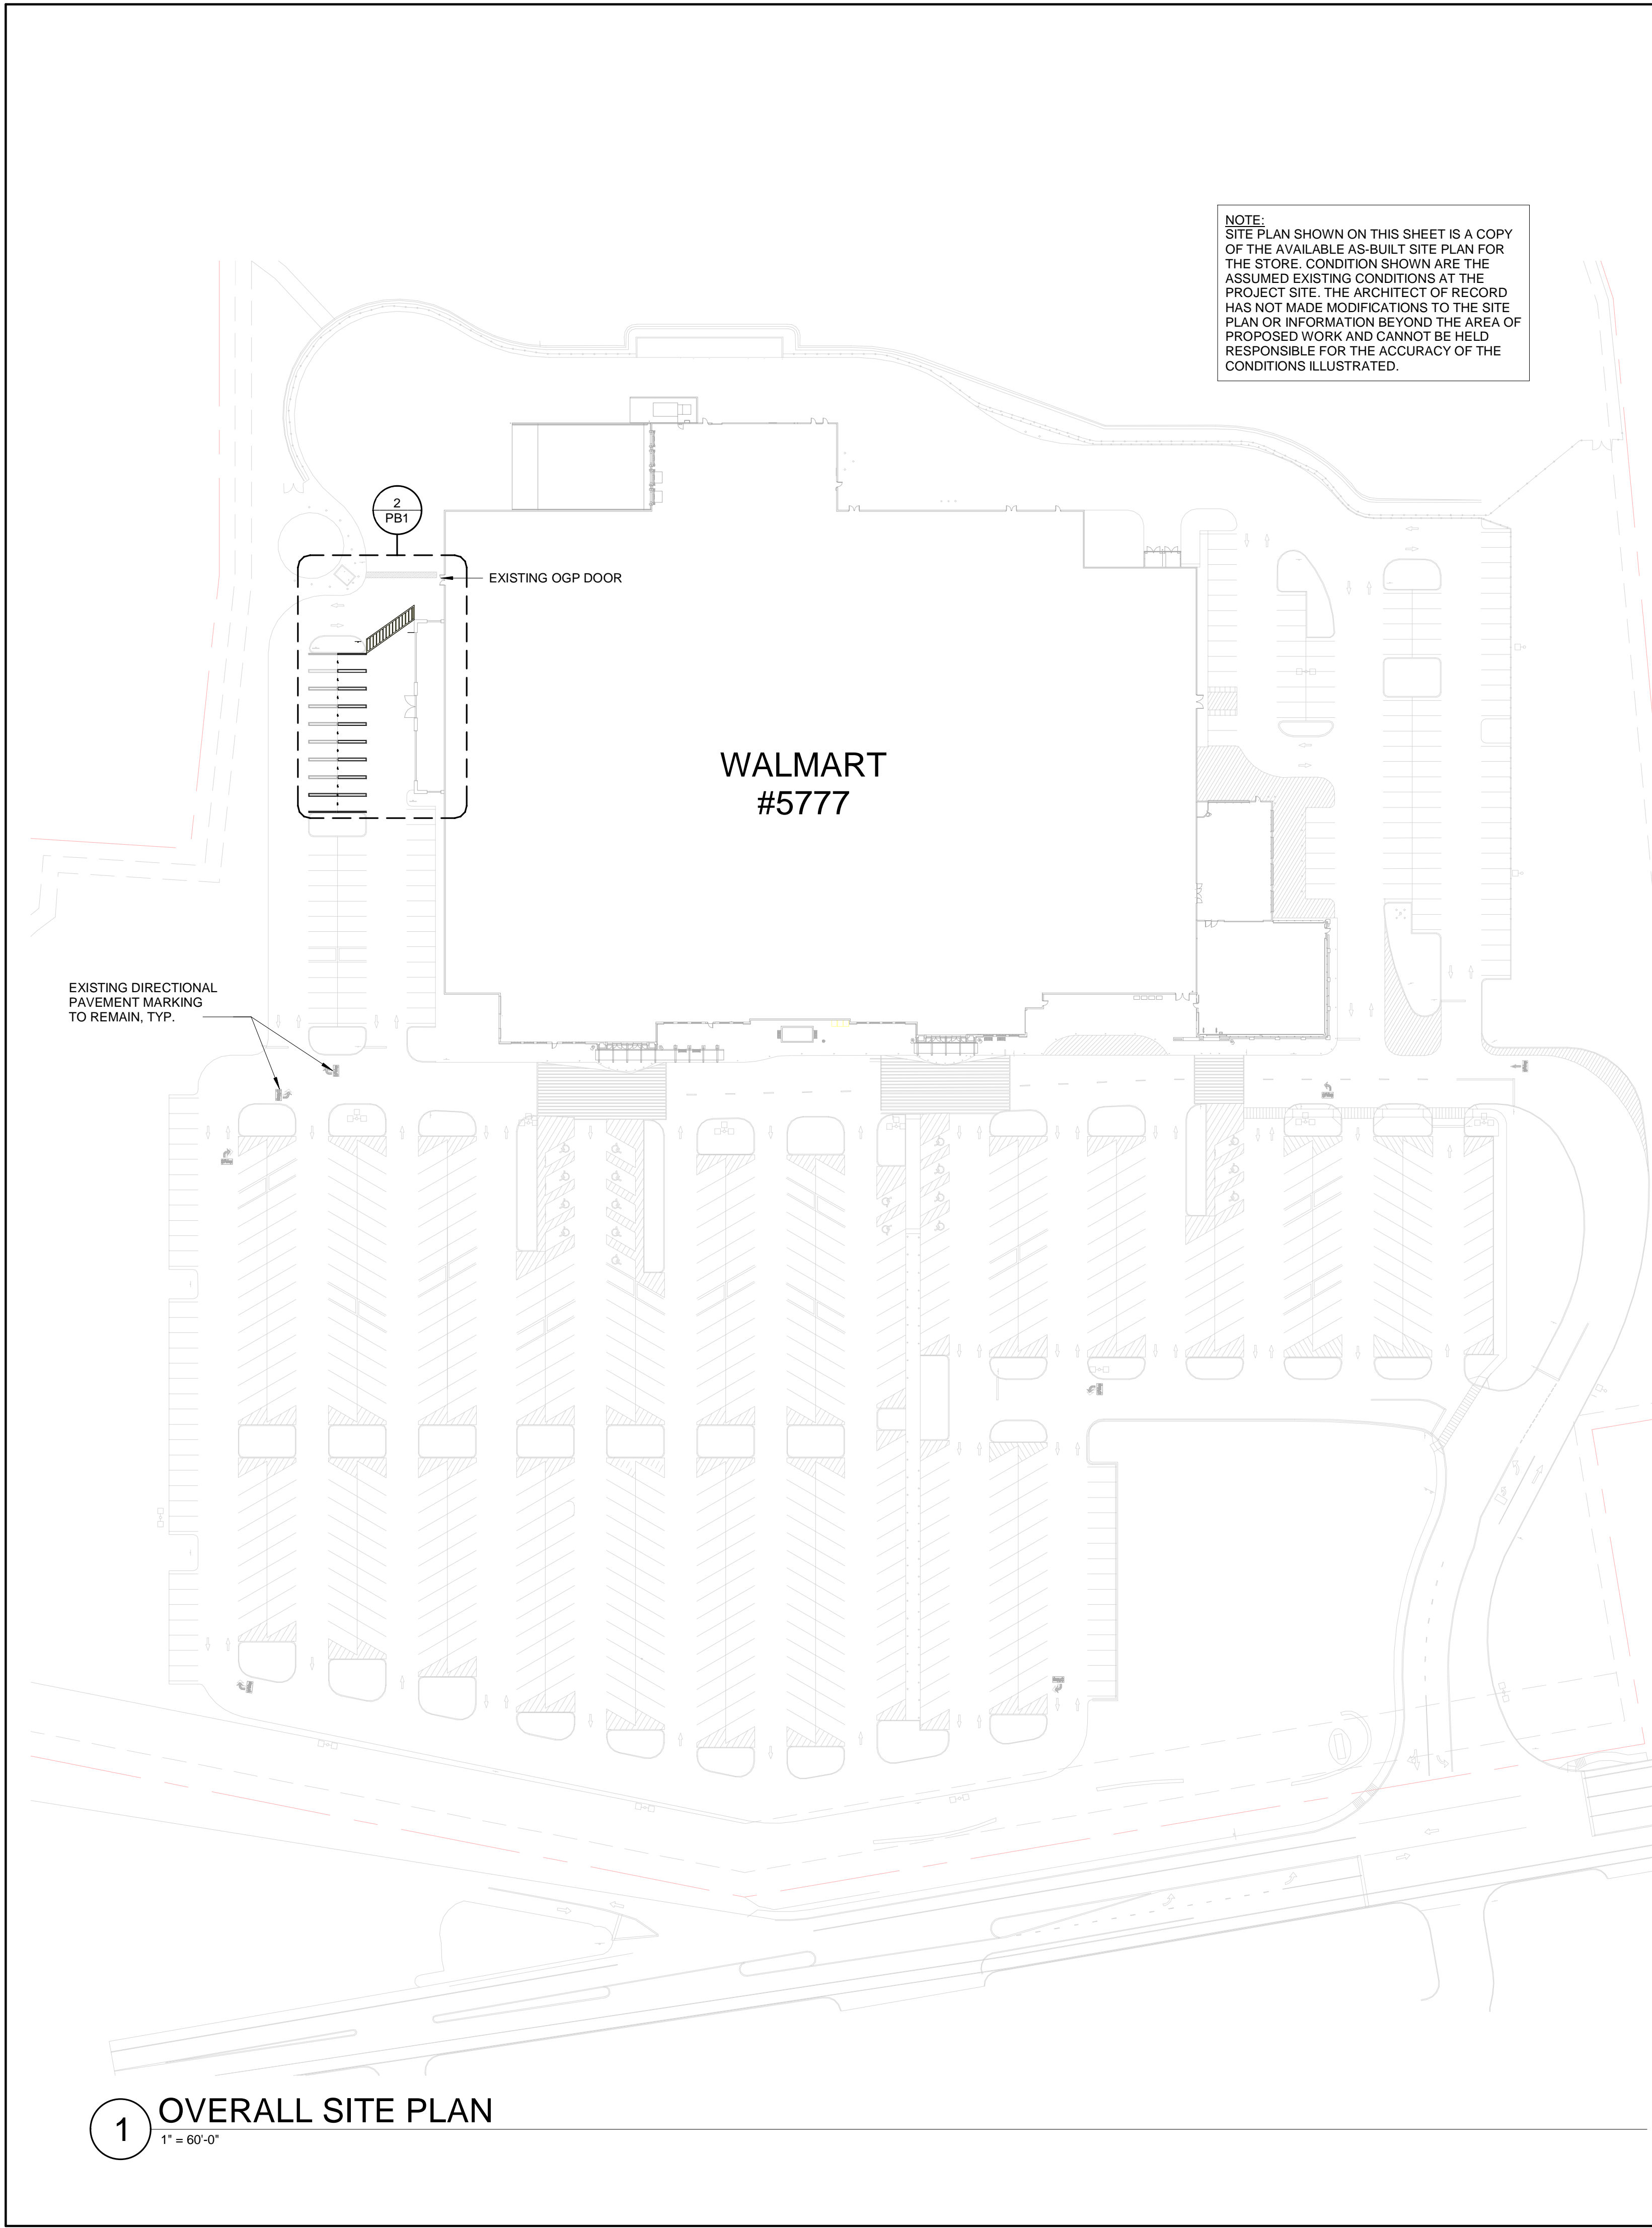 NOTE:
SITE PLAN SHOWN ON THIS SHEET IS A COPY
OF THE AVAILABLE AS-BUILT SITE PLAN FOR
THE STORE. CONDITION SHOWN ARE THE
ASSUMED EXISTING CONDITIONS AT THE
PROJECT SITE. THE ARCHITECT OF RECORD
HAS NOT MADE MODIFICATIONS TO THE SITE
PLAN OR INFORMATION BEYOND THE AREA OF
PROPOSED WORK AND CANNOT BE HELD
RESPONSIBLE FOR THE ACCURACY OF THE
CONDITIONS ILLUSTRATED.
2
PB1
EXISTING OGP DOOR
WALMART
#5777
EXISTING DIRECTIONAL
PAVEMENT MARKING
TO REMAIN, TYP.
1
OVERALL SITE PLAN
1" = 60'-0"